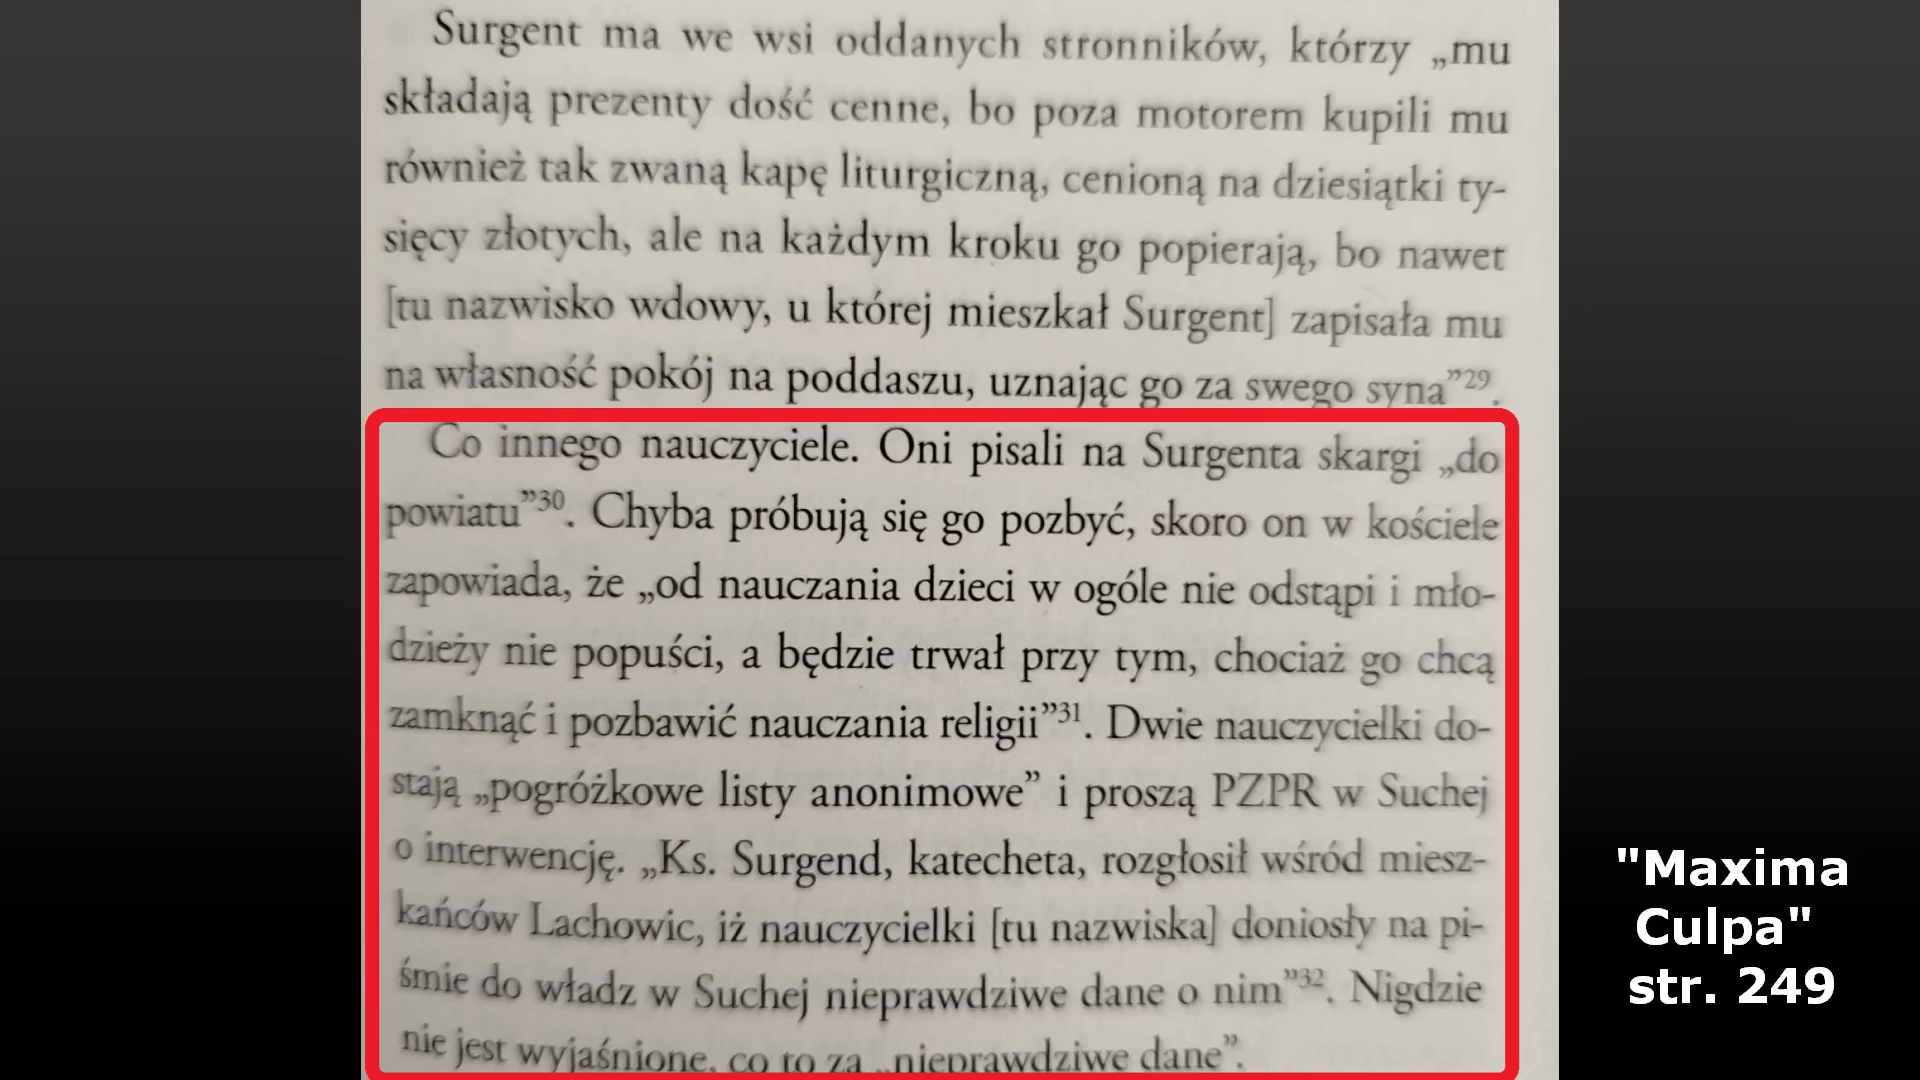 Surgent ma we wsi oddanych stronników, którzy „mu
składają prezenty dość cenne, bo poza motorem kupili mu
również tak zwaną kapę liturgiczną, cenioną na dziesiątki ty-
sięcy złotych, ale na każdym kroku go popierają, bo nawet
[tu nazwisko wdowy, u której mieszkał Surgent] zapisała mu
na własność pokój na poddaszu, uznając go za swego syna”29.
Co innego nauczyciele. Oni pisali na Surgenta skargi „do
powiatu”30. Chyba próbują się go pozbyć, skoro on w kościele
zapowiada, że „od nauczania dzieci w ogóle nie odstąpi i mło-
dzieży nie popuści, a będzie trwał przy tym, chociaż go chcą
zamknąć i pozbawić nauczania religii”31. Dwie nauczycielki do-
stają „pogróżkowe listy anonimowe” i proszą PZPR w Suchej
o interwencję. „Ks. Surgend, katecheta, rozgłosił wśród miesz-
kańców Lachowic, iż nauczycielki [tu nazwiska] doniosły na pi-
śmie do władz w Suchej nieprawdziwe dane o nim”32. Nigdzie
nie jest wyjaśnione, co to za „nieprawdziwe dane”.
"Maxima
Culpa"
str. 249